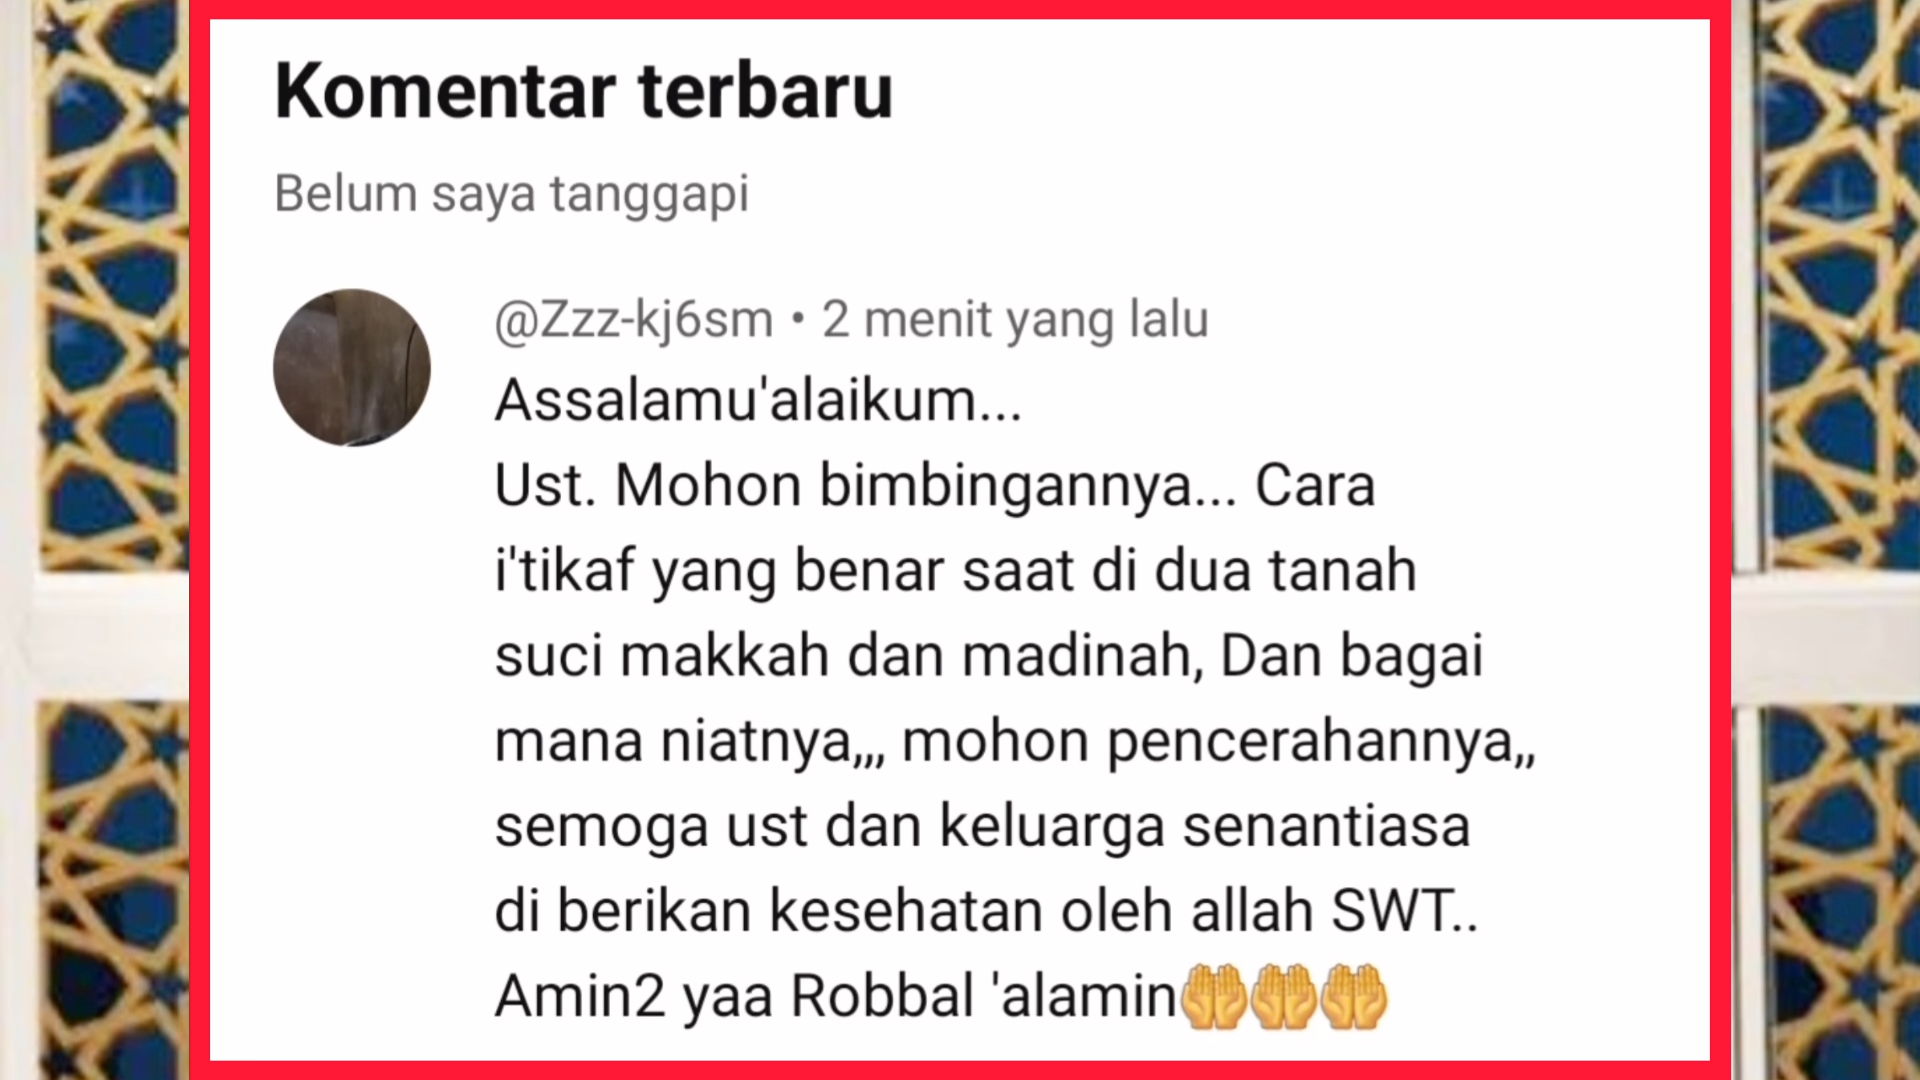 Komentar terbaru
Belum saya tanggapi
@Zzz-kj6sm • 2 menit yang lalu
Assalamu'alaikum...
Ust. Mohon bimbingannya... Cara
i'tikaf yang benar saat di dua tanah
suci makkah dan madinah, Dan bagai
mana niatnya,,, mohon pencerahannya,,
semoga ust dan keluarga senantiasa
di berikan kesehatan oleh allah SWT..
Amin2 yaa Robbal 'alamin🤲🤲🤲